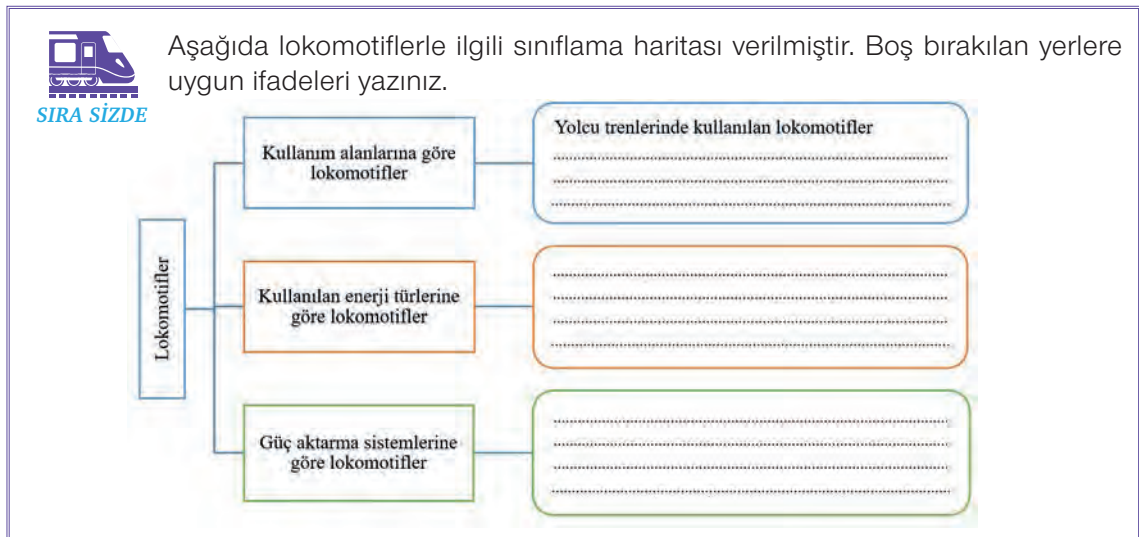 Aşağıda lokomotiflerle ilgili sınıflama haritası verilmiştir. Boş bırakılan yerlere
uygun ifadeleri yazınız.
SIRA SİZDE
Lokomotifler
Kullanım alanlarına göre
lokomotifler
Yolcu trenlerinde kullanılan lokomotifler
................................................
................................................
................................................
Kullanılan enerji türlerine
göre lokomotifler
................................................
................................................
................................................
................................................
Güç aktarma sistemlerine
göre lokomotifler
................................................
................................................
................................................
................................................